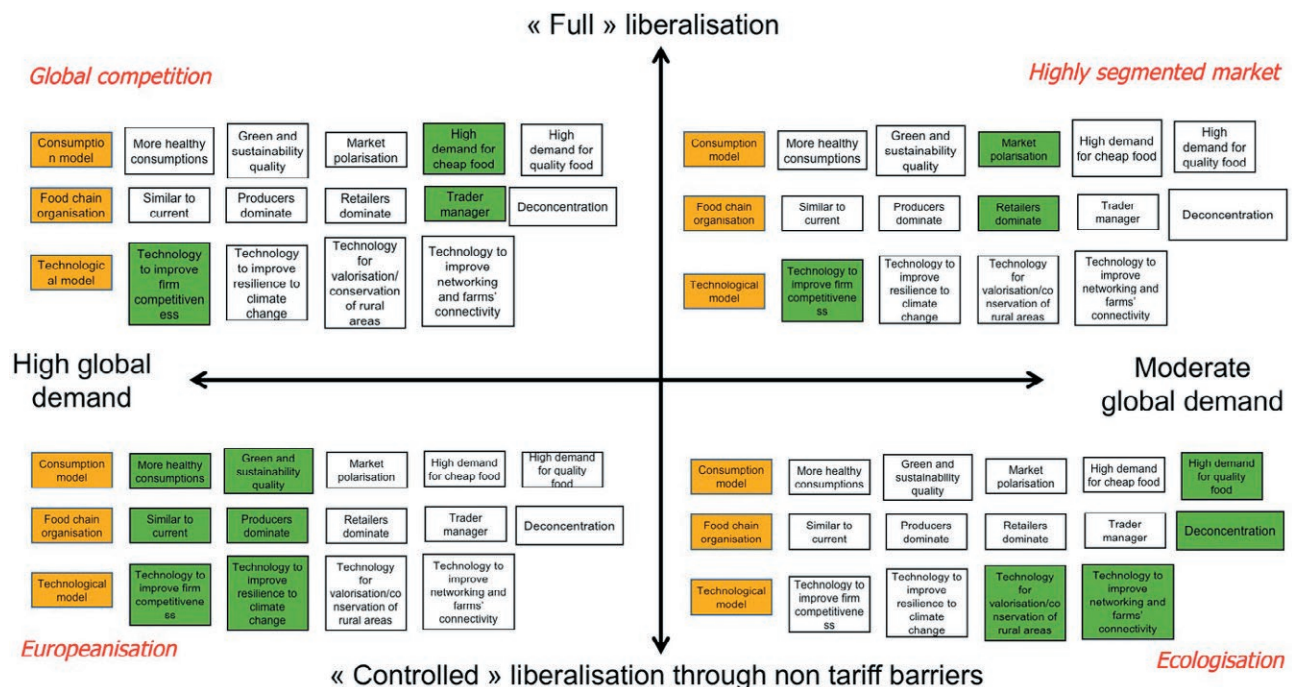 « Full » liberalisation
Global competition
Highly segmented market
Consumptio
n model
More healthy
consumptions
Green and
sustainability
quality
Market
polarisation
High
demand for
cheap food
High
demand for
quality food
Food chain
organisation
Similar to
current
Producers
dominate
Retailers
dominate
Trader
manager
Deconcentration
Technologic
al model
Technology
to improve
firm
competitiven
ess
Technology
to improve
resilience to
climate
change
Technology
for
valorisation/
conservation
of rural
areas
Technology to
improve
networking
and farms'
connectivity
Consumption
model
More healthy
consumptions
Green and
sustainability
quality
Market
polarisation
High demand
for cheap food
High
demand for
quality food
Food chain
organisation
Similar to
current
Producers
dominate
Retailers
dominate
Trader
manager
Deconcentration
Technological
model
Technology to
improve firm
competitivene
ss
Technology to
improve
resilience to
climate
change
Technology
for
valorisation/co
nservation of
rural areas
Technology to
improve
networking
and farms'
connectivity
High global
demand
Moderate
global demand
Consumption
model
More healthy
consumptions
Green and
sustainability
quality
Market
polarisation
High demand
for cheap food
High demand
for quality
food
Food chain
organisation
Similar to
current
Producers
dominate
Retailers
dominate
Trader
manager
Deconcentration
Technological
model
Technology to
improve firm
competitivene
ss
Technology to
improve
resilience to
climate
change
Technology
for
valorisation/co
nservation of
rural areas
Technology to
improve
networking
and farms'
connectivity
Consumption
model
More healthy
consumptions
Green and
sustainability
quality
Market
polarisation
High demand
for cheap food
High demand
for quality
food
Food chain
organisation
Similar to
current
Producers
dominate
Retailers
dominate
Trader
manager
Deconcentration
Technological
model
Technology to
improve firm
competitivene
ss
Technology to
improve
resilience to
climate
change
Technology
for
valorisation/co
nservation of
rural areas
Technology to
improve
networking
and farms'
connectivity
Europeanisation
Ecologisation
« Controlled » liberalisation through non tariff barriers